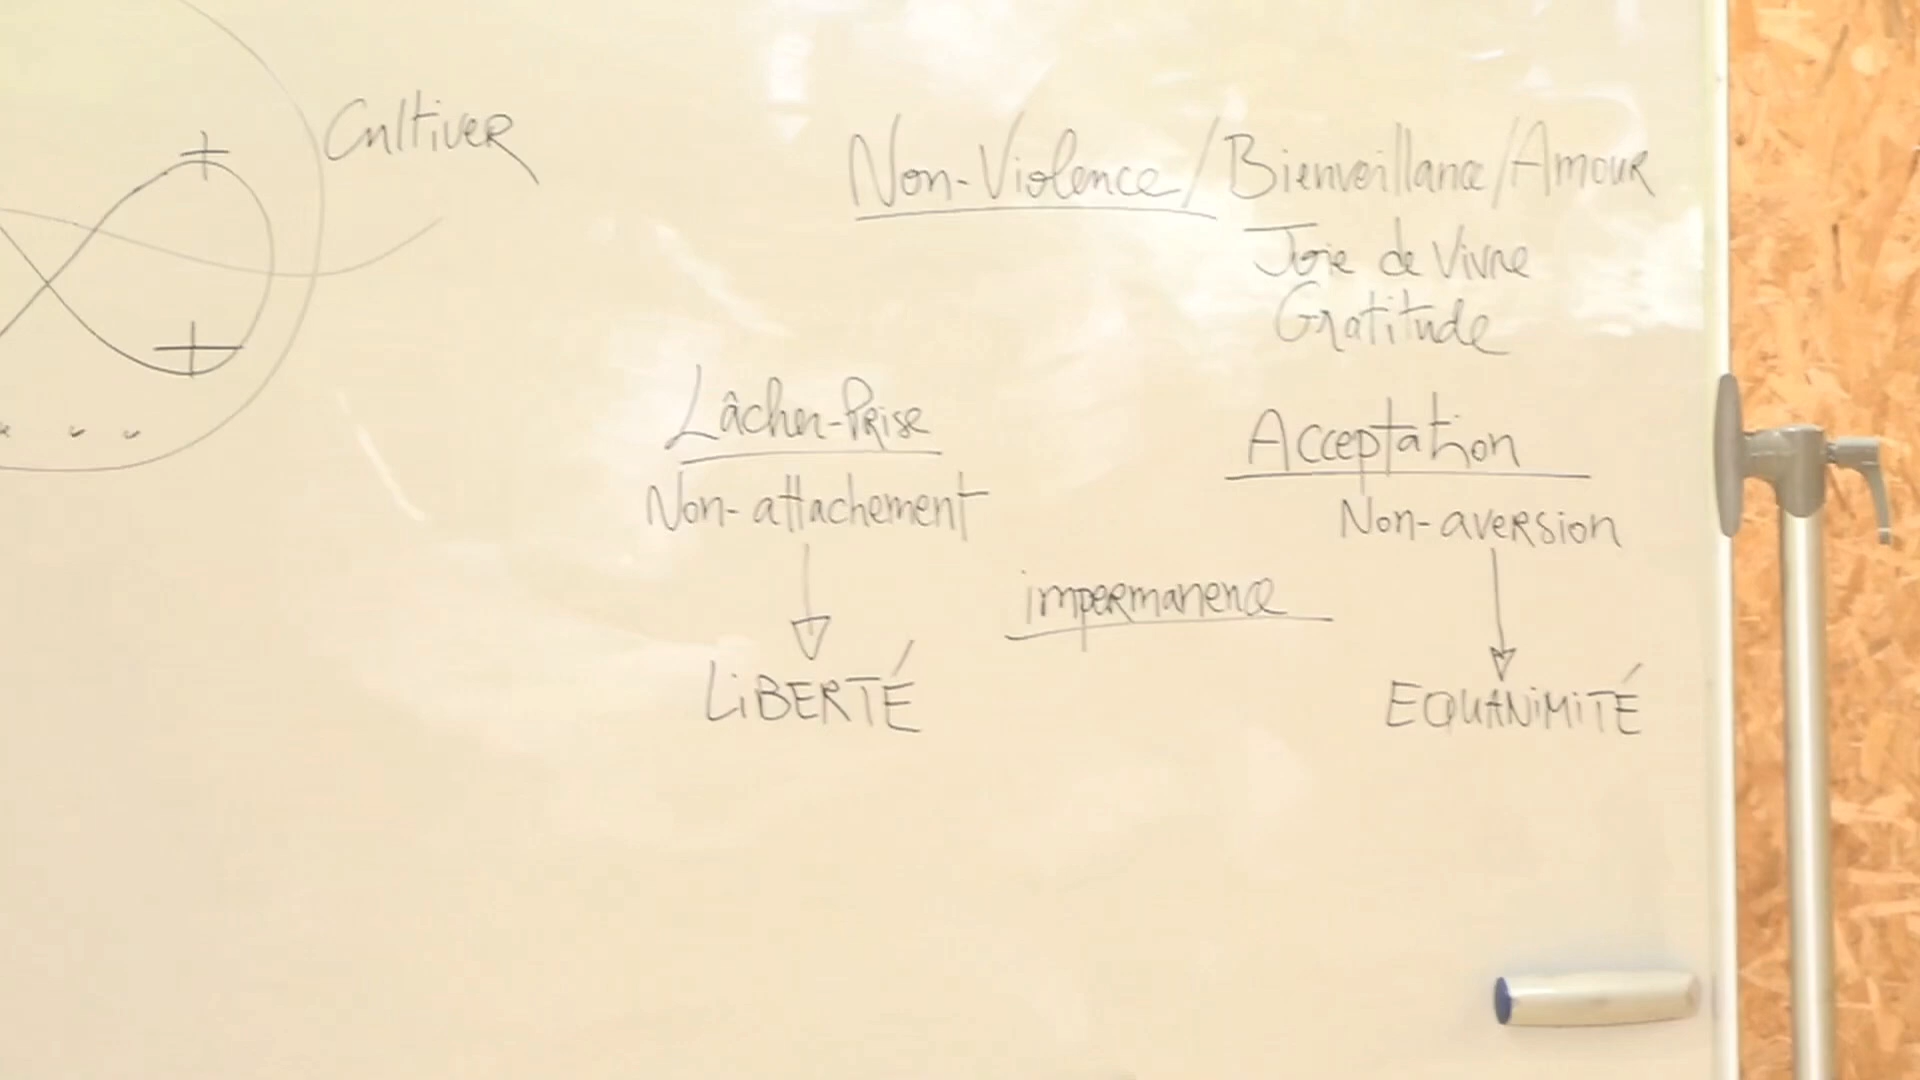 Cultiver
Non-Violence / Bienveillance / Amour
Joie de Vivre
Gratitude
Lâcher-Prise
Acceptation
Non-attachement
Non-aversion
impermanence
LiBERTÉ
EQUANiMiTÉ